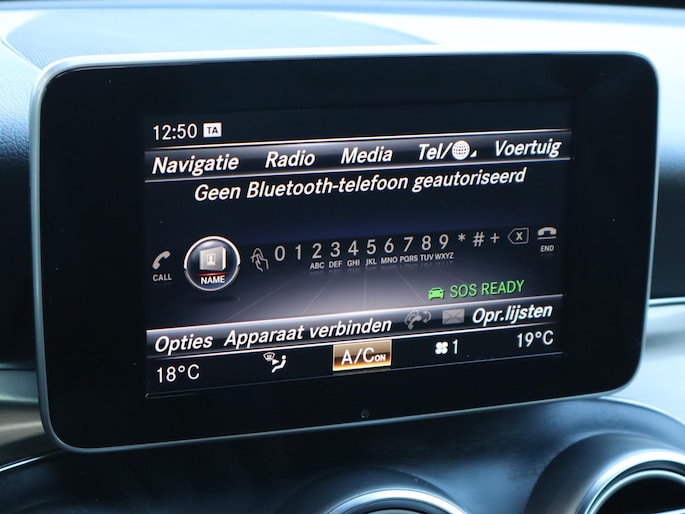 12:50 TA
Navigatie Radio Media Tel/ Voertuig
Geen Bluetooth-telefoon geautoriseerd
CALL NAME 0 1 2 3 4 5 6 7 8 9 * # + X END
ABC DEF GHI JKL MNO PQRS TUV WXYZ
SOS READY
Opties Apparaat verbinden Opr.lijsten
18°C A/C ON 1 19°C